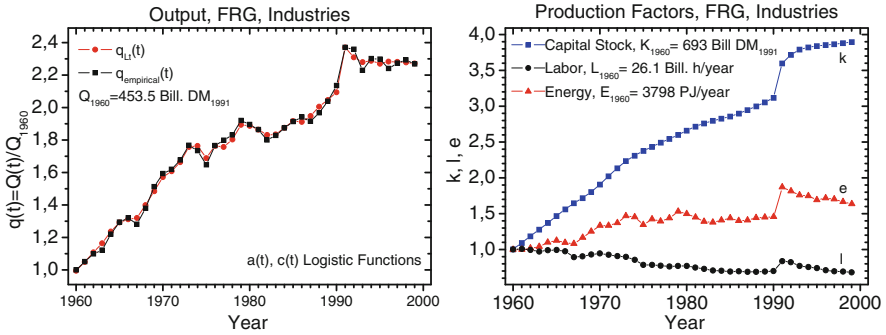 Output, FRG, Industries
2,4
2,2
2,0
1,8
1,6
1,4
1,2
1,0
q(t)=Q(t)/Q1960
qLt(t)
qempirical(t)
Q1960=453.5 Bill. DM1991
a(t), c(t) Logistic Functions
1960 1970 1980 1990 2000
Year
Production Factors, FRG, Industries
4,0
3,5
3,0
2,5
2,0
1,5
1,0
k, l, e
Capital Stock, K1960= 693 Bill DM1991
Labor, L1960= 26.1 Bill. h/year
Energy, E1960= 3798 PJ/year
k
e
l
1960 1970 1980 1990 2000
Year